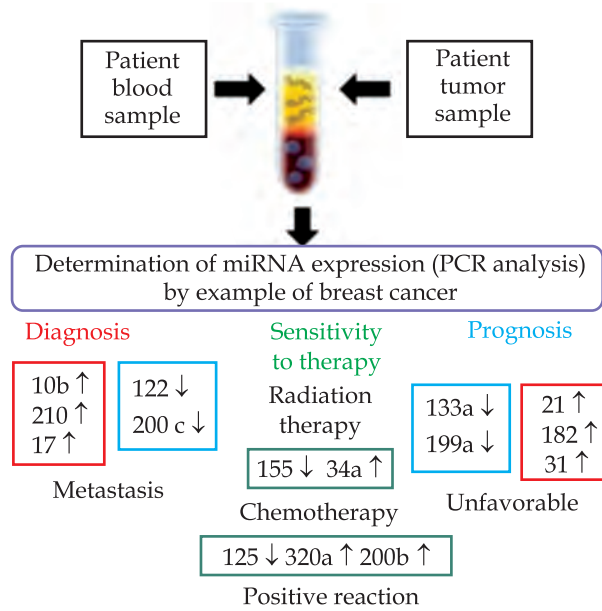 Patient
blood
sample
Patient
tumor
sample
Determination of miRNA expression (PCR analysis)
by example of breast cancer
Diagnosis
10b ↑
210 ↑
17 ↑
122 ↓
200 c ↓
Metastasis
Sensitivity
to therapy
Radiation
therapy
155 ↓ 34a ↑
Chemotherapy
125 ↓ 320a ↑ 200b ↑
Positive reaction
Prognosis
133a ↓
199a ↓
21 ↑
182 ↑
31 ↑
Unfavorable